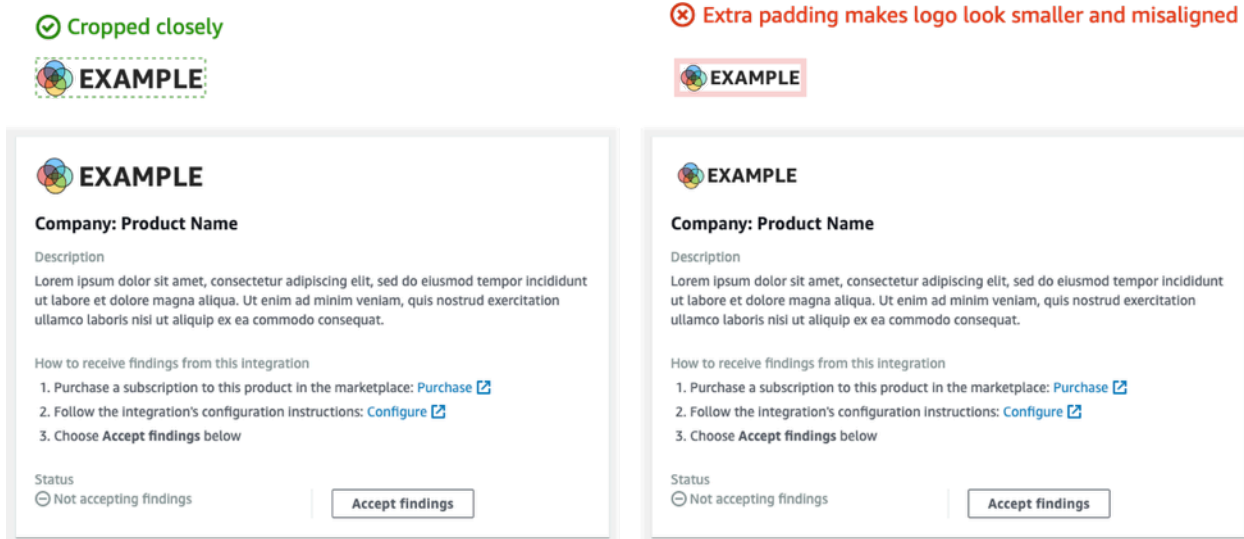 Cropped closely
EXAMPLE
EXAMPLE
Company: Product Name
Description
Lorem ipsum dolor sit amet, consectetur adipiscing elit, sed do eiusmod tempor incididunt
ut labore et dolore magna aliqua. Ut enim ad minim veniam, quis nostrud exercitation
ullamco laboris nisi ut aliquip ex ea commodo consequat.
How to receive findings from this integration
1. Purchase a subscription to this product in the marketplace: Purchase
2. Follow the integration's configuration instructions: Configure
3. Choose Accept findings below
Status
Not accepting findings
Accept findings
Extra padding makes logo look smaller and misaligned
EXAMPLE
EXAMPLE
Company: Product Name
Description
Lorem ipsum dolor sit amet, consectetur adipiscing elit, sed do eiusmod tempor incididunt
ut labore et dolore magna aliqua. Ut enim ad minim veniam, quis nostrud exercitation
ullamco laboris nisi ut aliquip ex ea commodo consequat.
How to receive findings from this integration
1. Purchase a subscription to this product in the marketplace: Purchase
2. Follow the integration's configuration instructions: Configure
3. Choose Accept findings below
Status
Not accepting findings
Accept findings